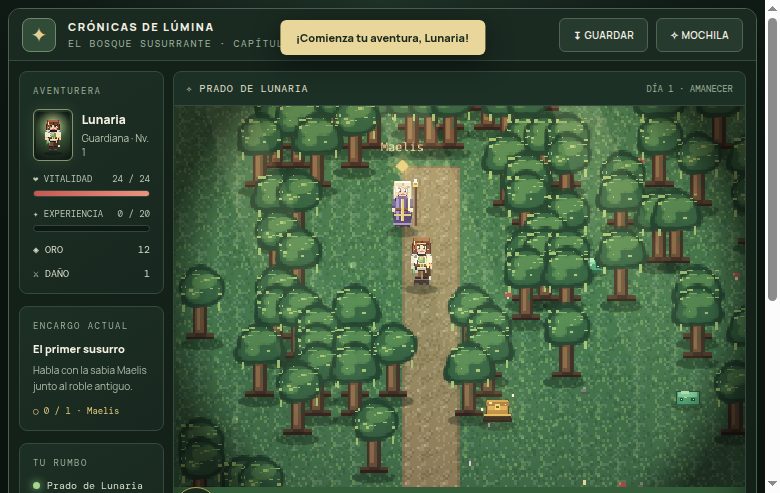 CRÓNICAS DE LÚMINA
EL BOSQUE SUSURRANTE · CAPÍTUL
¡Comienza tu aventura, Lunaria!
↧ GUARDAR
✧ MOCHILA
AVENTURERA
Lunaria
Guardiana · Nv.
1
❤ VITALIDAD 24 / 24
✦ EXPERIENCIA 0 / 20
◈ ORO 12
⚔ DAÑO 1
ENCARGO ACTUAL
El primer susurro
Habla con la sabia Maelis
junto al roble antiguo.
○ 0 / 1 · Maelis
TU RUMBO
Prado de Lunaria
✧ PRADO DE LUNARIA
DÍA 1 · AMANECER
Maelis